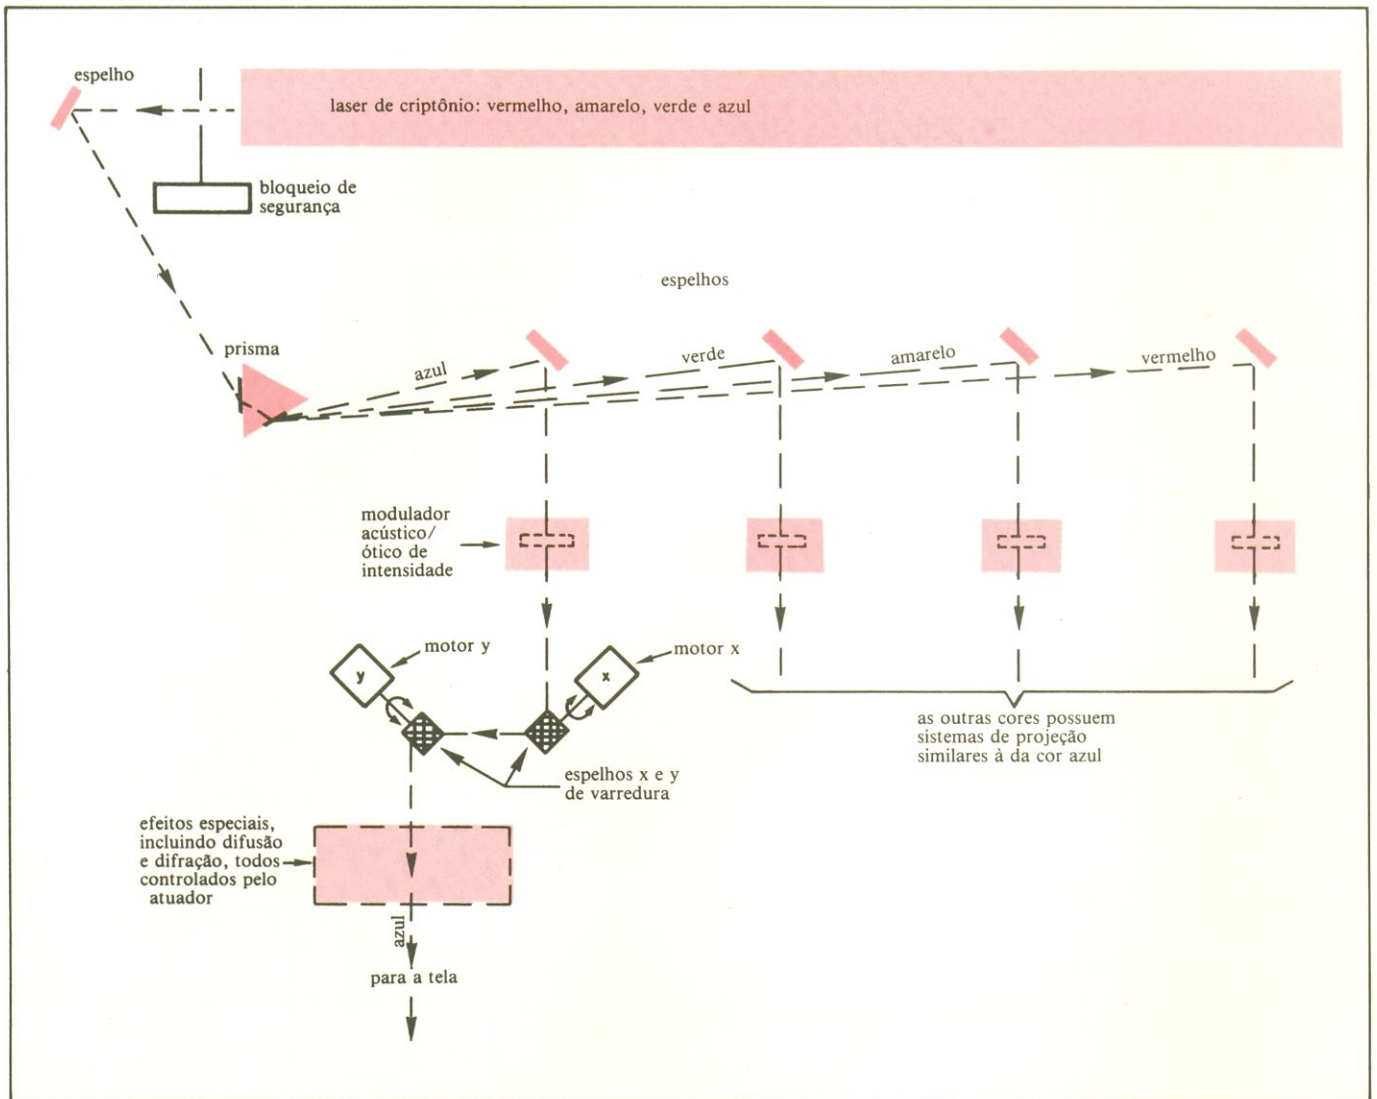 espelho
laser de criptônio: vermelho, amarelo, verde e azul
bloqueio de
segurança
espelhos
prisma
azul
verde
amarelo
vermelho
modulador
acústico/
ótico de
intensidade
motor y
motor x
y
x
as outras cores possuem
sistemas de projeção
similares à da cor azul
espelhos x e y
de varredura
efeitos especiais,
incluindo difusão
e difração, todos
controlados pelo
atuador
azul
para a tela